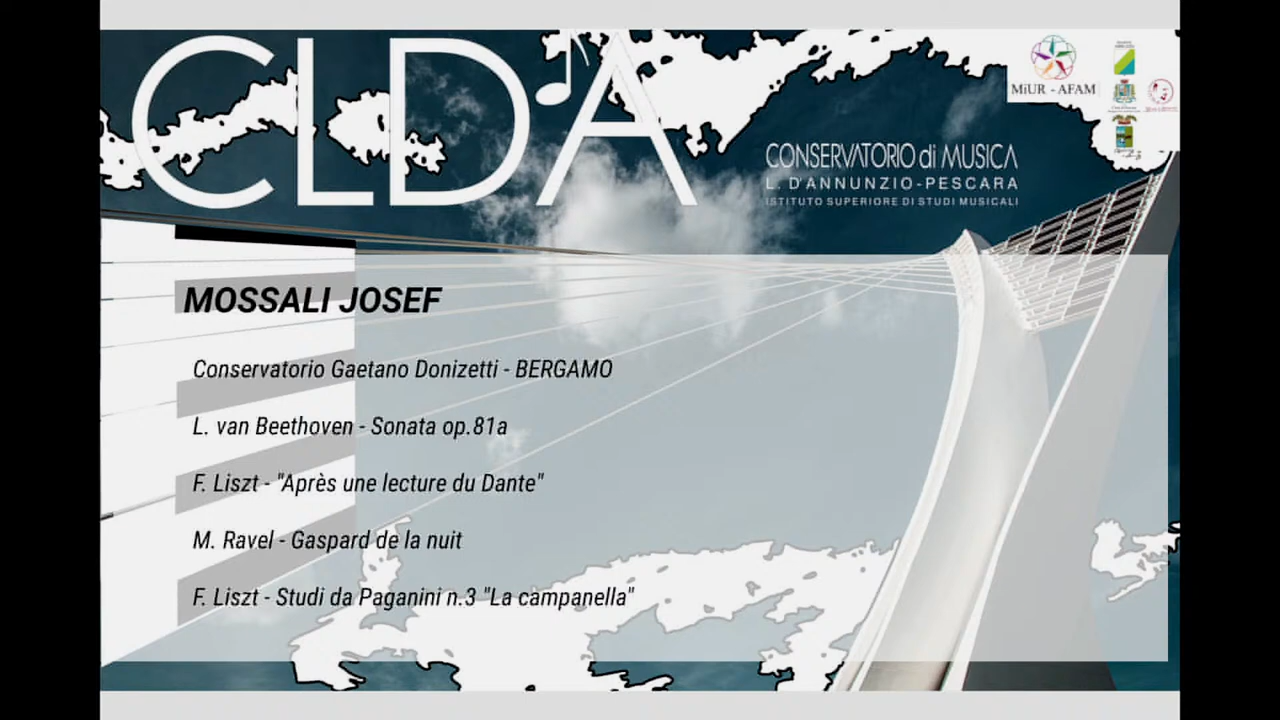 CLD'A
MiUR - AFAM
CONSERVATORIO di MUSICA
L. D'ANNUNZIO-PESCARA
ISTITUTO SUPERIORE DI STUDI MUSICALI
MOSSALI JOSEF
Conservatorio Gaetano Donizetti - BERGAMO
L. van Beethoven - Sonata op.81a
F. Liszt - "Après une lecture du Dante"
M. Ravel - Gaspard de la nuit
F. Liszt - Studi da Paganini n.3 "La campanella"